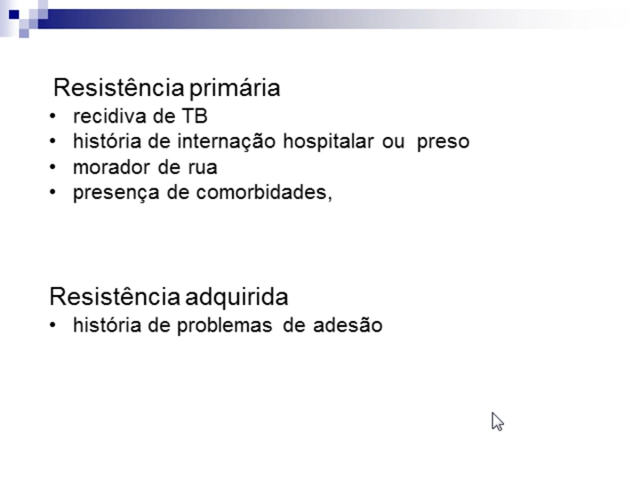 Resistência primária
• recidiva de TB
• história de internação hospitalar ou preso
• morador de rua
• presença de comorbidades,
Resistência adquirida
• história de problemas de adesão